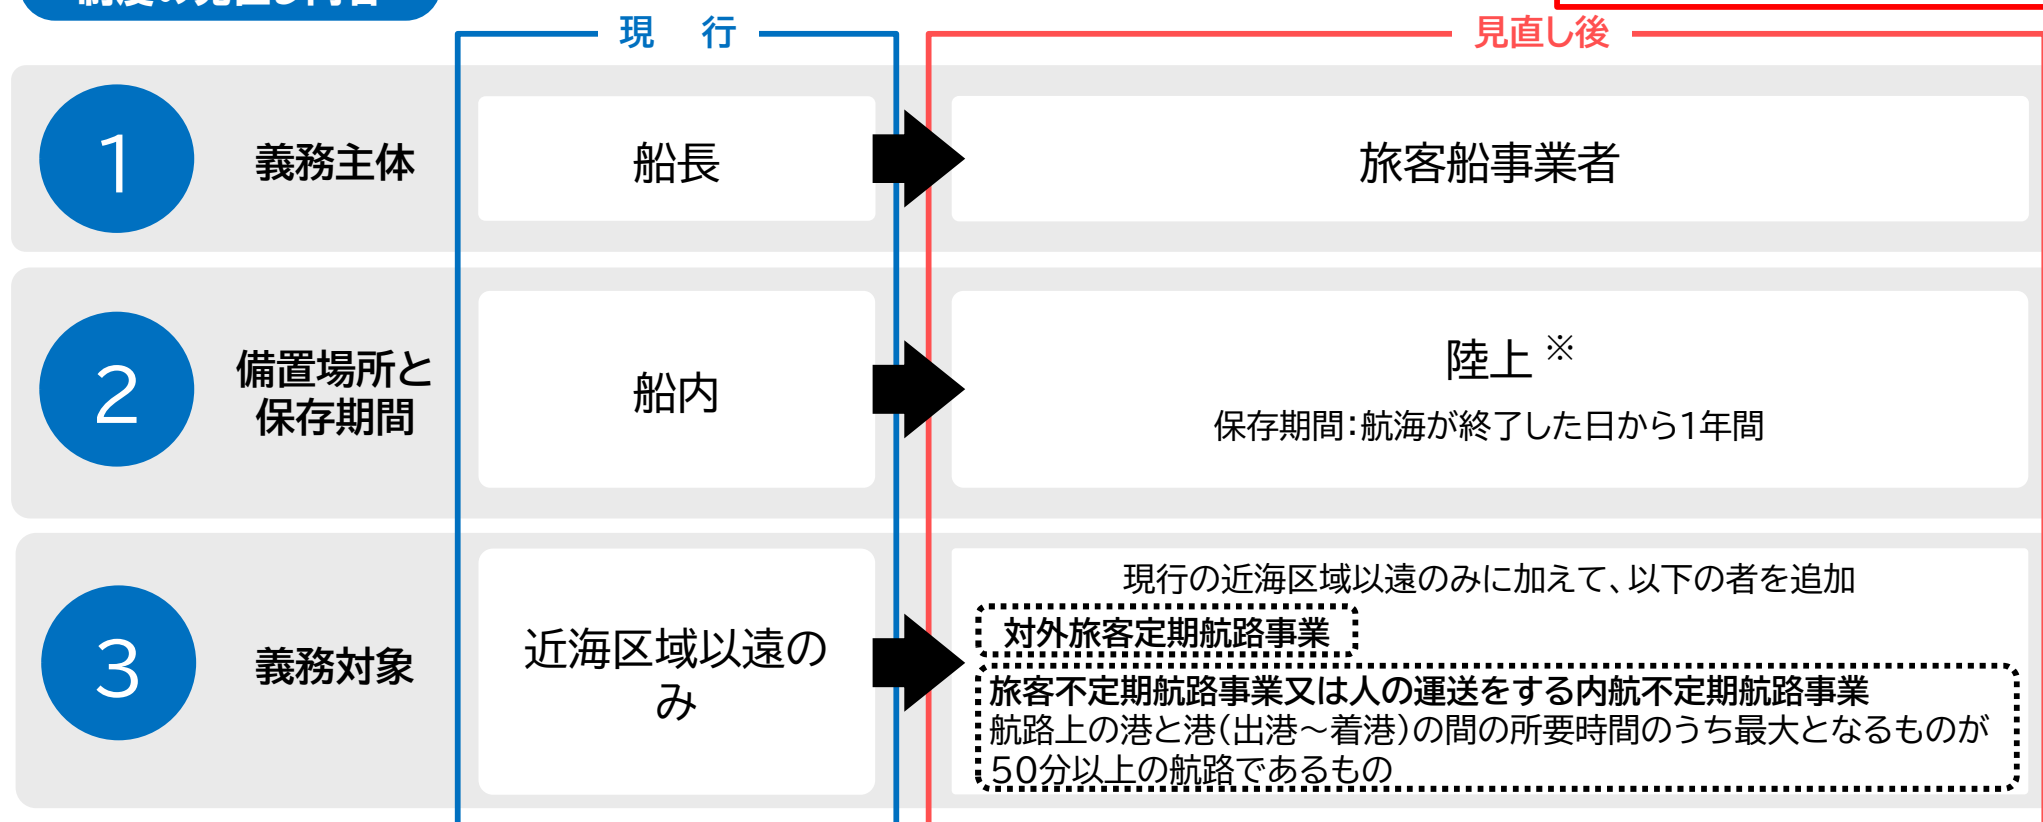 制度の見直し内容
現 行
見直し後
1
義務主体
船長
旅客船事業者
2
備置場所と
保存期間
船内
陸上※
保存期間：航海が終了した日から1年間
3
義務対象
近海区域以遠の
み
現行の近海区域以遠のみに加えて、以下の者を追加
対外旅客定期航路事業
旅客不定期航路事業又は人の運送をする内航不定期航路事業
航路上の港と港（出港～着港）の間の所要時間のうち最大となるものが
50分以上の航路であるもの